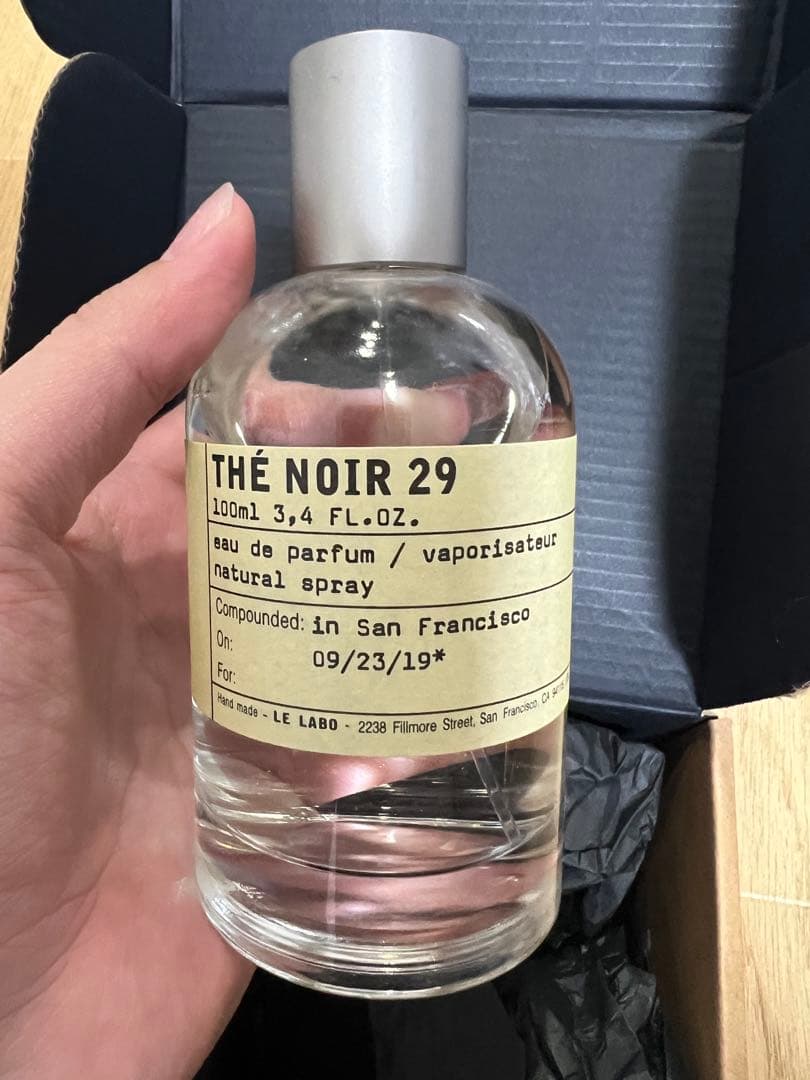 THÉ NOIR 29
100ml 3,4 FL.OZ.
eau de parfum / vaporisateur
natural spray
Compounded: in San Francisco
On: 09/23/19*
For:
Hand made - LE LABO - 2238 Fillmore Street, San Francisco, CA